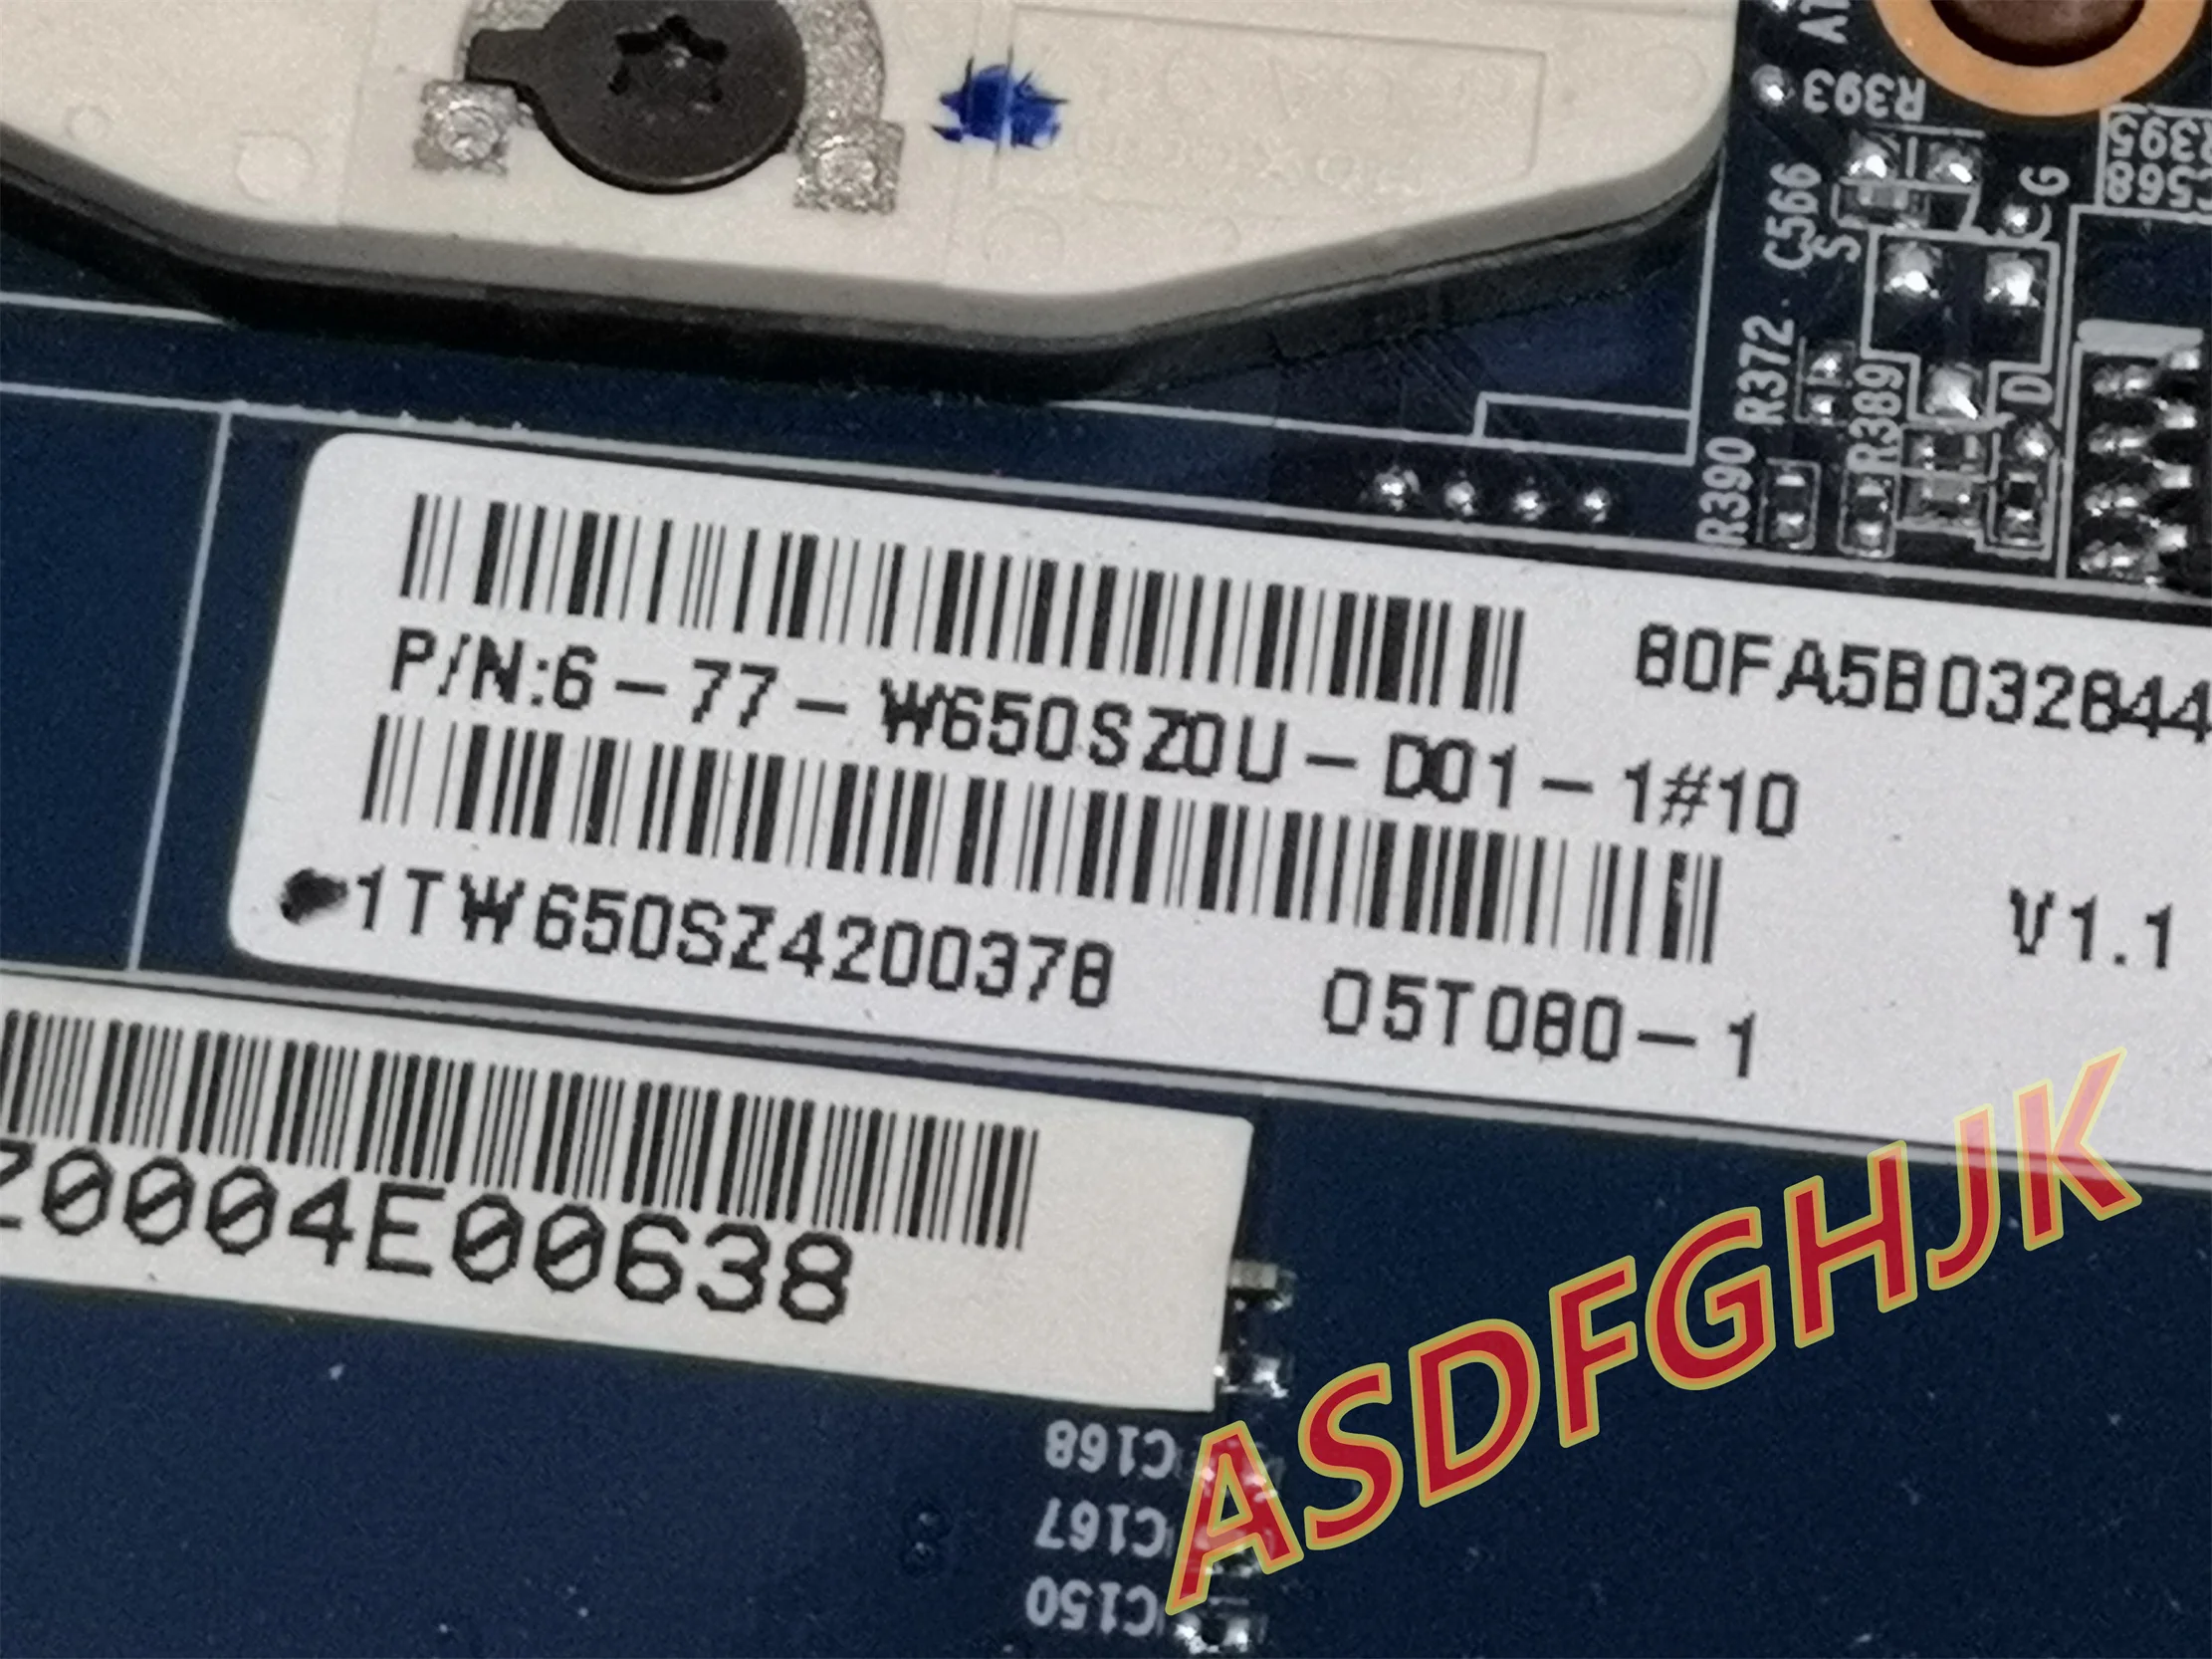 R393
R395
C568
C566
G
S
R372
R389
D
R390
80FA5B032844
P/N:6-77-W650SZ0U-D01-1#10
V1.1
1TW650SZ4200378 05T080-1
Z0004E00638
C168
C167
C150
ASDFGHJK